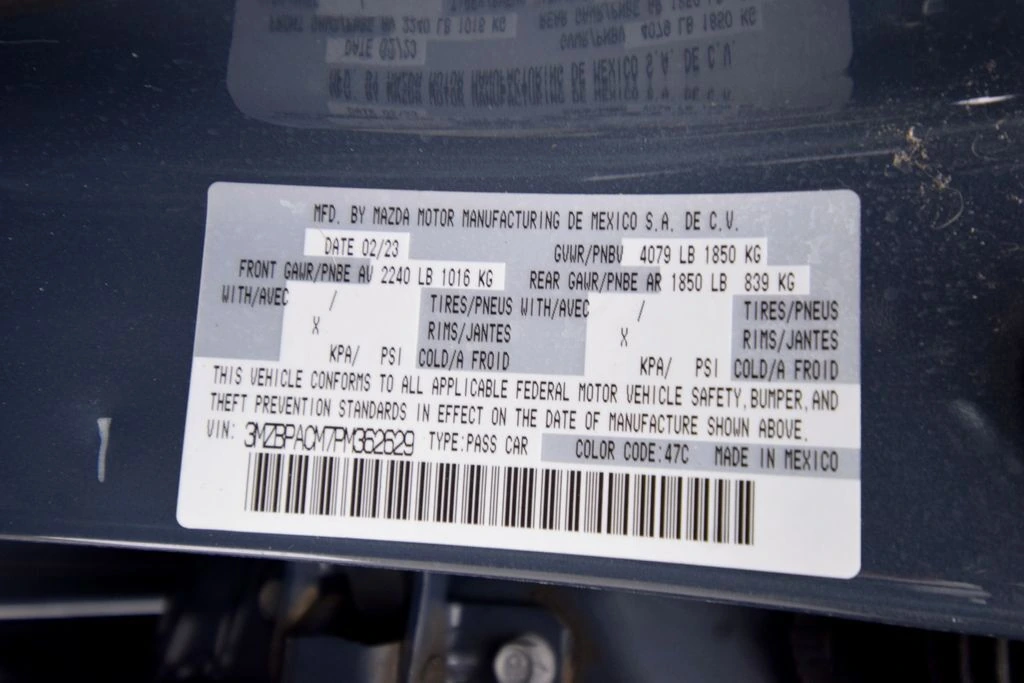 MFD. BY MAZDA MOTOR MANUFACTURING DE MEXICO S.A. DE C.V.
DATE 02/23 GVWR/PNBV 4079 LB 1850 KG
FRONT GAWR/PNBE AV 2240 LB 1016 KG REAR GAWR/PNBE AR 1850 LB 839 KG
WITH/AVEC / TIRES/PNEUS WITH/AVEC / TIRES/PNEUS
X RIMS/JANTES X RIMS/JANTES
KPA/ PSI COLD/A FROID KPA/ PSI COLD/A FROID
THIS VEHICLE CONFORMS TO ALL APPLICABLE FEDERAL MOTOR VEHICLE SAFETY, BUMPER, AND
THEFT PREVENTION STANDARDS IN EFFECT ON THE DATE OF MANUFACTURE SHOWN ABOVE.
VIN: 3MZBPACM7PM362629 TYPE:PASS CAR COLOR CODE:47C MADE IN MEXICO